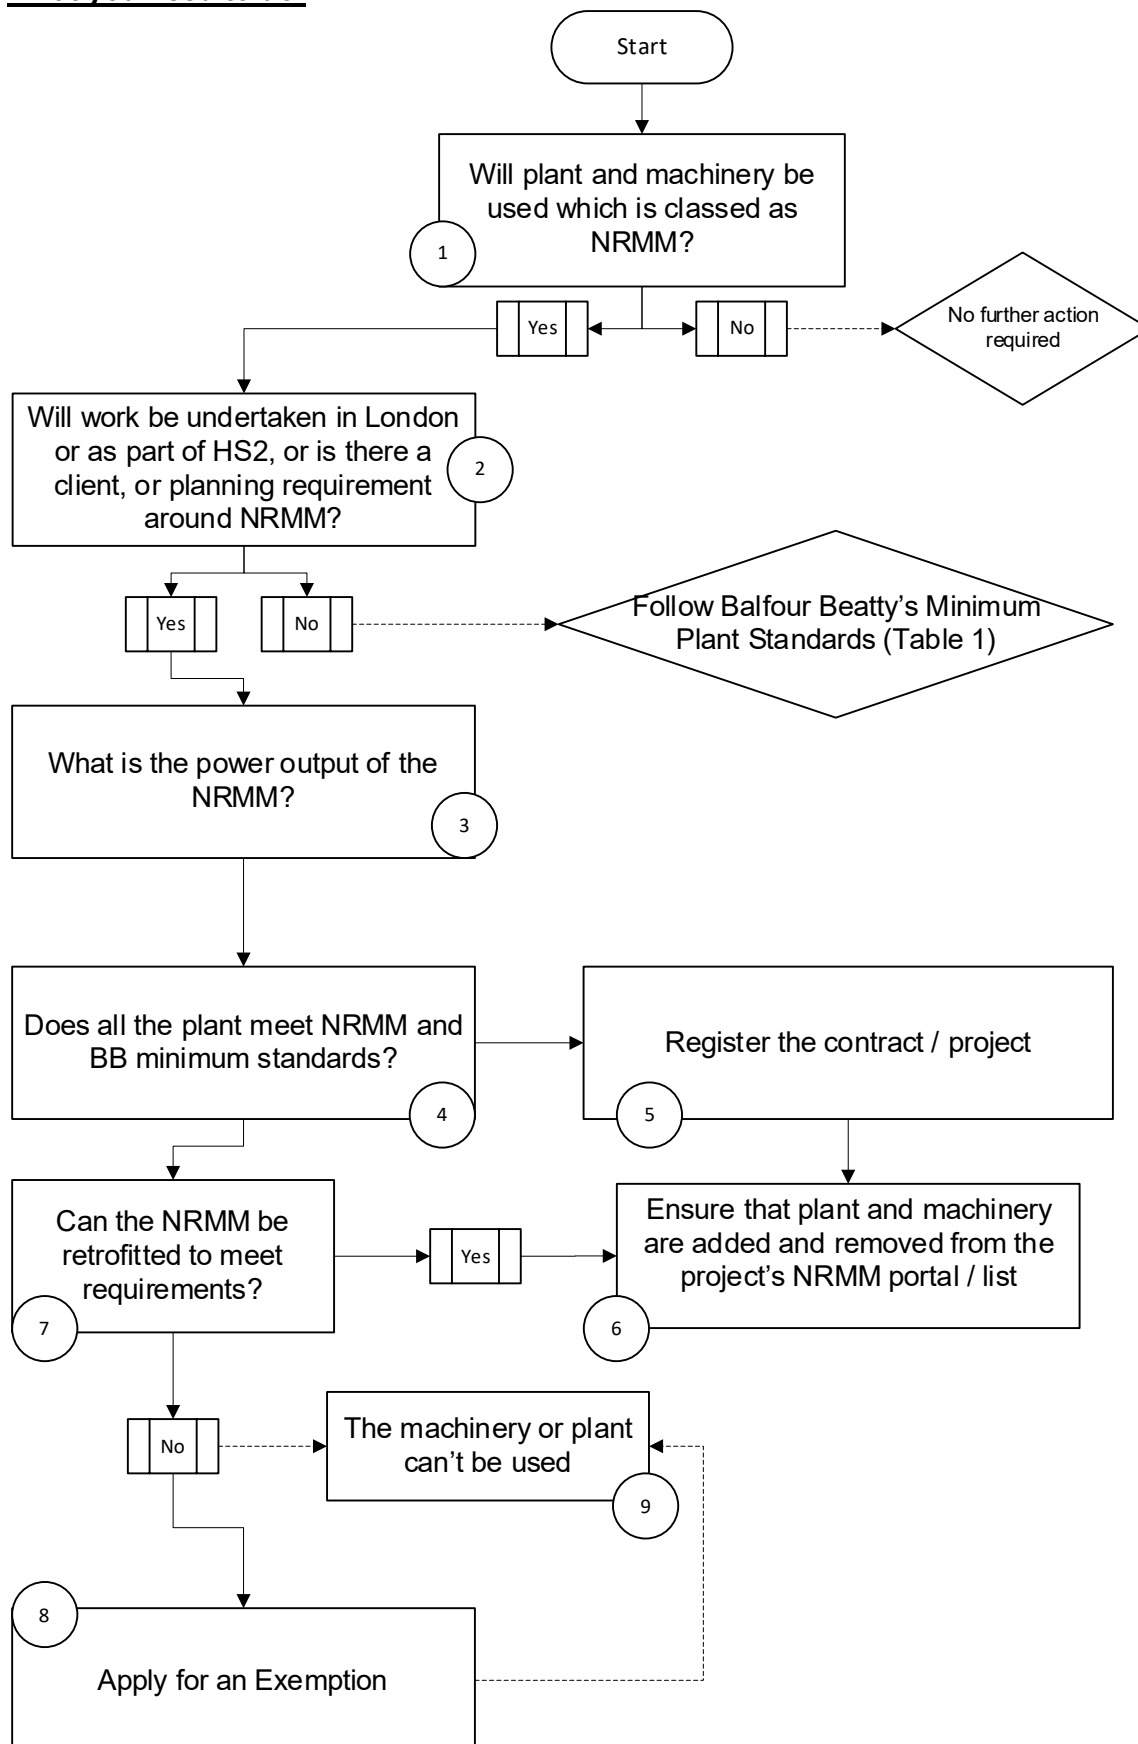 Start
Will plant and machinery be
used which is classed as
NRMM?
1
Yes
No
No further action
required
Will work be undertaken in London
or as part of HS2, or is there a
client, or planning requirement
around NRMM?
2
Yes
No
Follow Balfour Beatty’s Minimum
Plant Standards (Table 1)
What is the power output of the
NRMM?
3
Does all the plant meet NRMM and
BB minimum standards?
4
Register the contract / project
5
Can the NRMM be
retrofitted to meet
requirements?
7
Yes
Ensure that plant and machinery
are added and removed from the
project’s NRMM portal / list
6
No
The machinery or plant
can’t be used
9
8
Apply for an Exemption